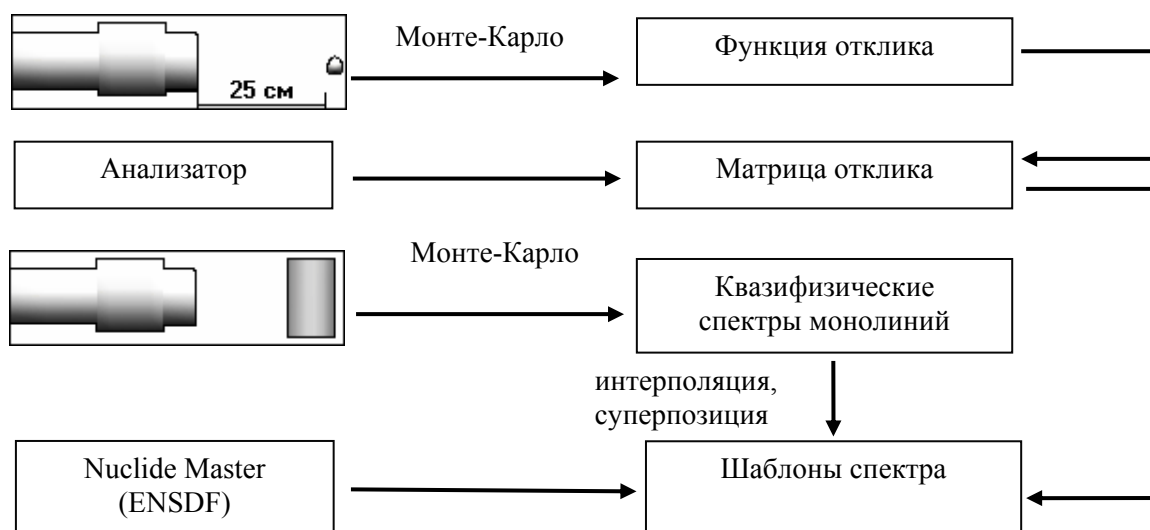 Монте-Карло
Функция отклика
25 см
Анализатор
Матрица отклика
Монте-Карло
Квазифизические
спектры монолиний
интерполяция,
суперпозиция
Nuclide Master
(ENSDF)
Шаблоны спектра